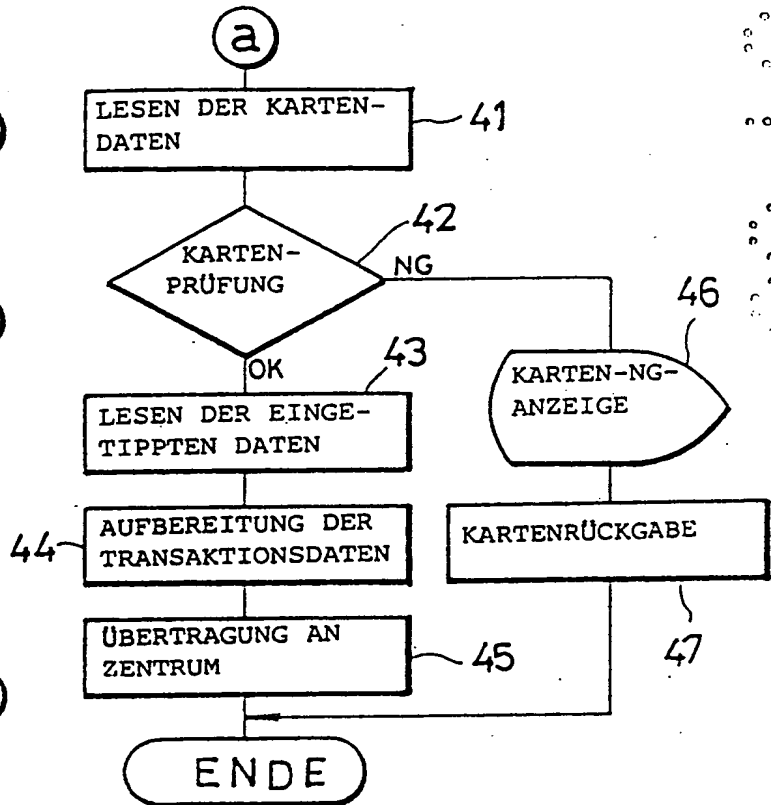 a
LESEN DER KARTEN-
DATEN
41
42
KARTEN-
PRÜFUNG
NG
OK
43
46
KARTEN-NG-
ANZEIGE
LESEN DER EINGE-
TIPPTEN DATEN
44
AUFBEREITUNG DER
TRANSAKTIONSDATEN
KARTENRÜCKGABE
47
ÜBERTRAGUNG AN
ZENTRUM
45
ENDE